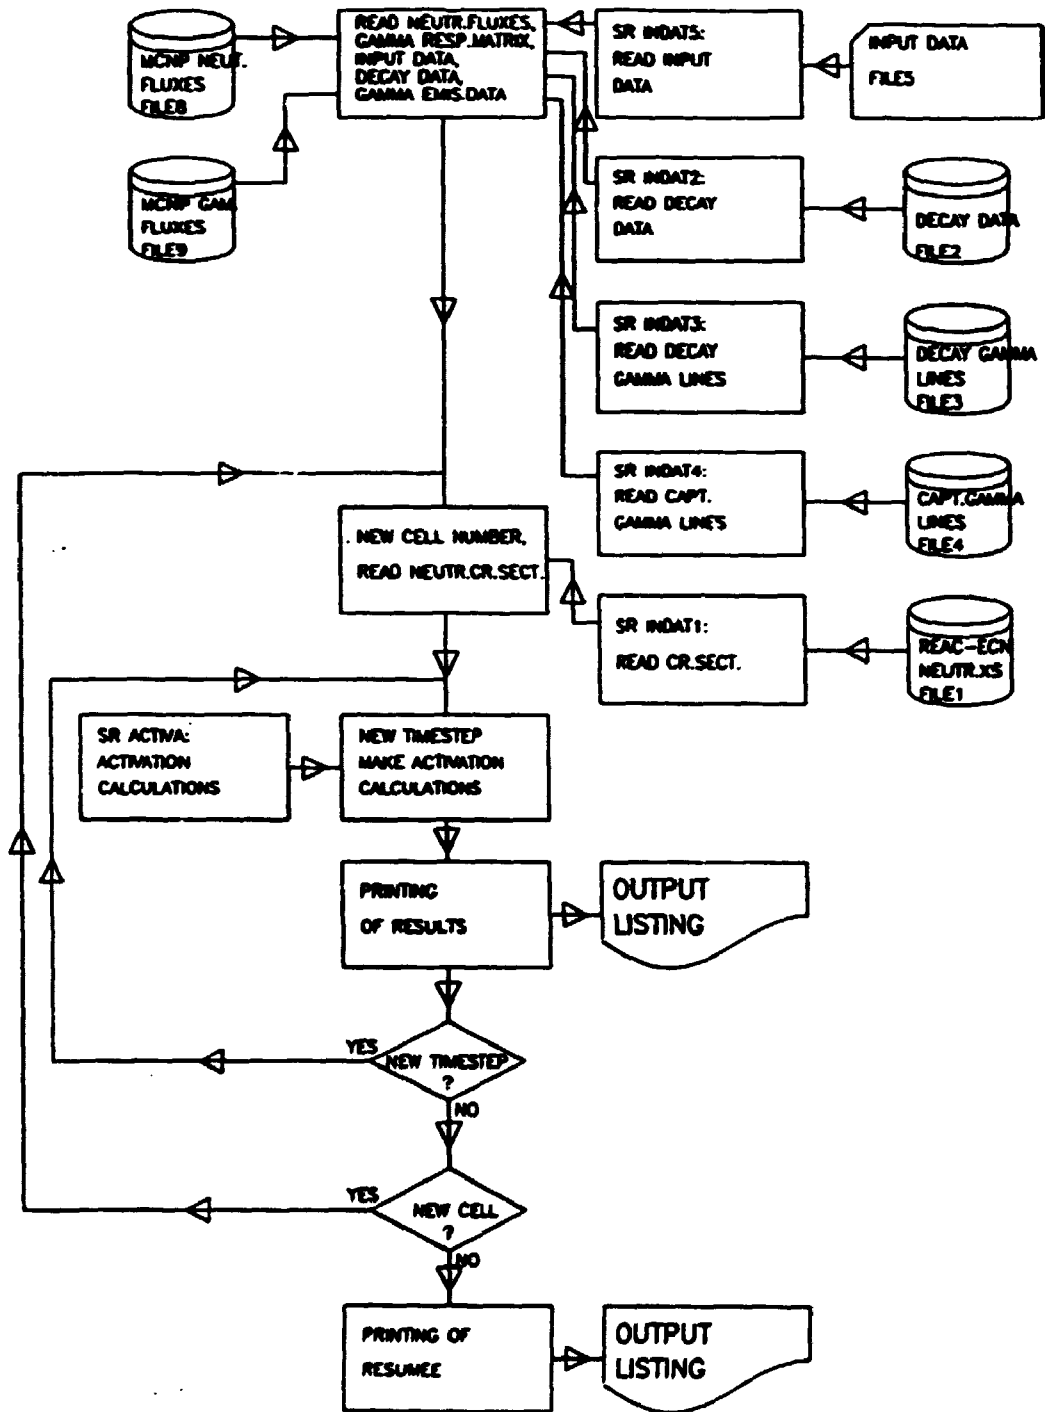 MCNP NEUT.
FLUXES
FILE8
READ NEUTR.FLUXES,
GAMMA RESP.MATRIX,
INPUT DATA,
DECAY DATA,
GAMMA EMIS.DATA
SR INDAT5:
READ INPUT
DATA
INPUT DATA
FILE5
MCNP GAM.
FLUXES
FILE9
SR INDAT2:
READ DECAY
DATA
DECAY DATA
FILE2
SR INDAT3:
READ DECAY
GAMMA LINES
DECAY GAMMA
LINES
FILE3
SR INDAT4:
READ CAPT.
GAMMA LINES
CAPT.GAMMA
LINES
FILE4
NEW CELL NUMBER,
READ NEUTR.CR.SECT.
SR INDAT1:
READ CR.SECT.
REAC-ECN
NEUTR.XS
FILE1
SR ACTIVA:
ACTIVATION
CALCULATIONS
NEW TIMESTEP
MAKE ACTIVATION
CALCULATIONS
PRINTING
OF RESULTS
OUTPUT
LISTING
YES
NEW TIMESTEP
?
NO
YES
NEW CELL
?
NO
PRINTING OF
RESUMEE
OUTPUT
LISTING